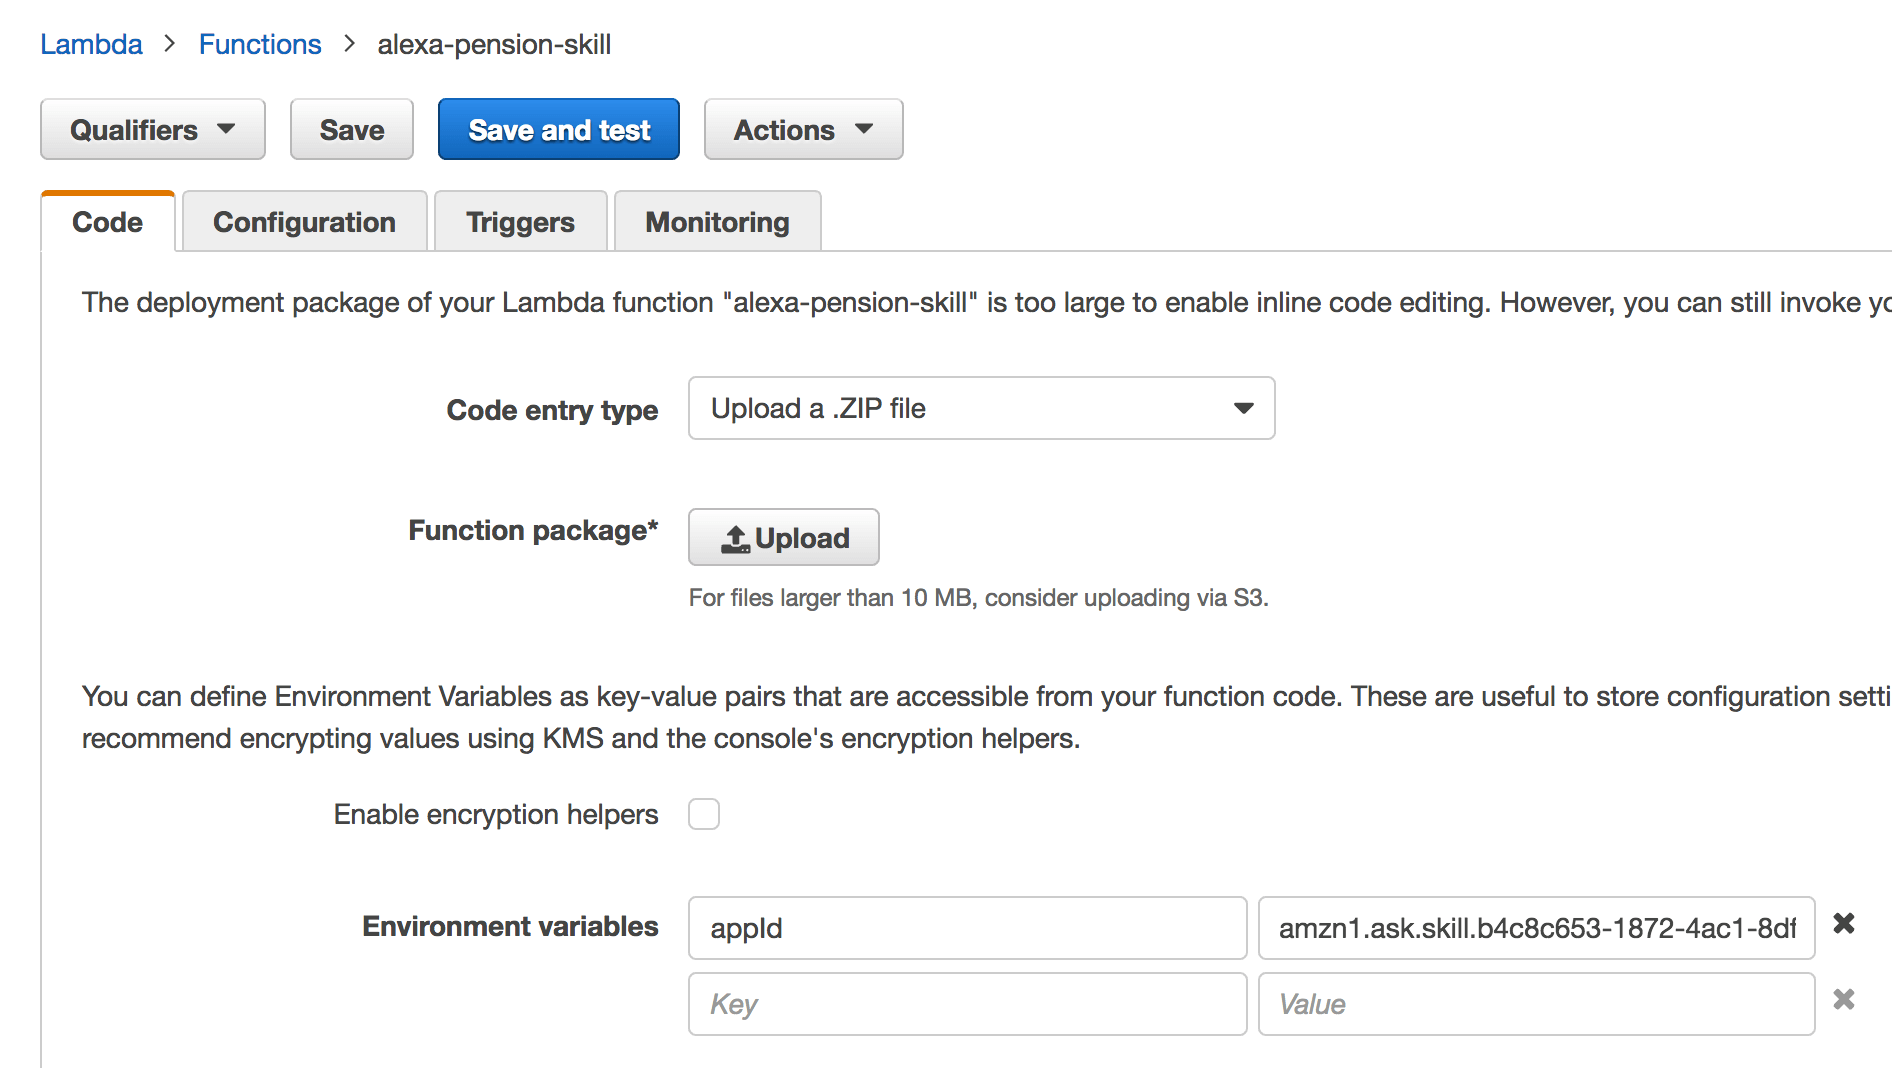 Lambda > Functions > alexa-pension-skill
Qualifiers Save Save and test Actions
Code Configuration Triggers Monitoring
The deployment package of your Lambda function "alexa-pension-skill" is too large to enable inline code editing. However, you can still invoke
Code entry type Upload a .ZIP file
Function package* Upload
For files larger than 10 MB, consider uploading via S3.
You can define Environment Variables as key-value pairs that are accessible from your function code. These are useful to store configuration
recommend encrypting values using KMS and the console's encryption helpers.
Enable encryption helpers
Environment variables appId amzn1.ask.skill.b4c8c653-1872-4ac1-8df
Key Value